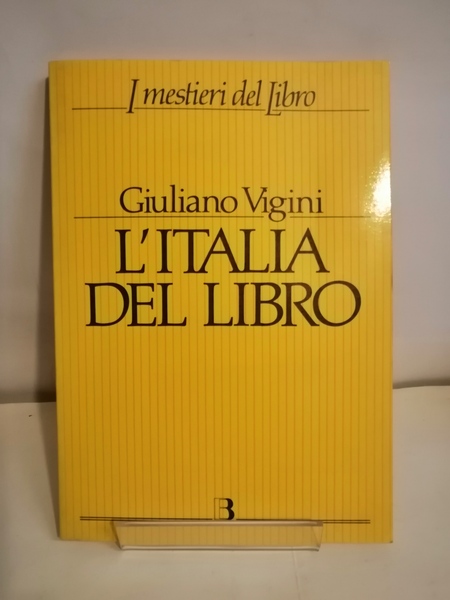 I mestieri del Libro
Giuliano Vigini
L'ITALIA
DEL LIBRO
B